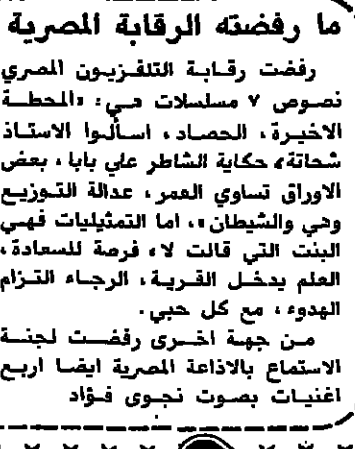 ما رفضته الرقابة المصرية
رفضت رقابة التلفزيون المصري
نصوص ٧ مسلسلات هي: «المحطة
الاخيرة، الحصاد، اسألوا الاستاذ
شحاتة، حكاية الشاطر علي بابا، بعض
الاوراق تساوي العمر، عدالة التوزيع
وهي والشيطان»، اما التمثيليات فهي
البنت التي قالت لا، فرصة للسعادة،
العلم يدخل القرية، الرجاء التزام
الهدوء، مع كل حبي.
من جهة اخرى رفضت لجنة
الاستماع بالاذاعة المصرية ايضا اربع
اغنيات بصوت نجوى فؤاد